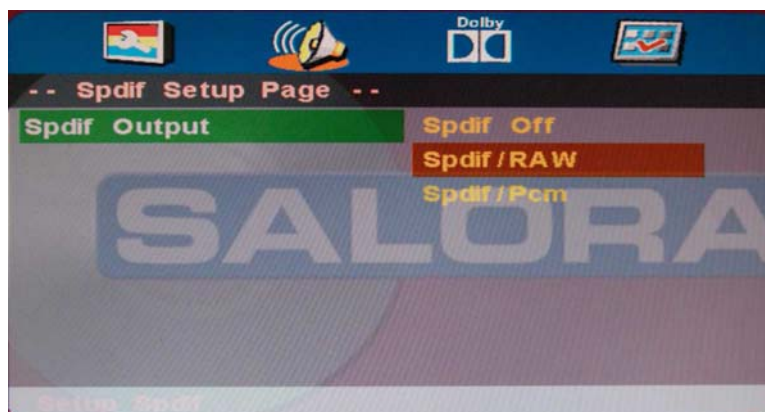 Dolby
-- Spdif Setup Page --
Spdif Output
Spdif Off
Spdif/RAW
Spdif/Pcm
SALORA
Setup Spdif